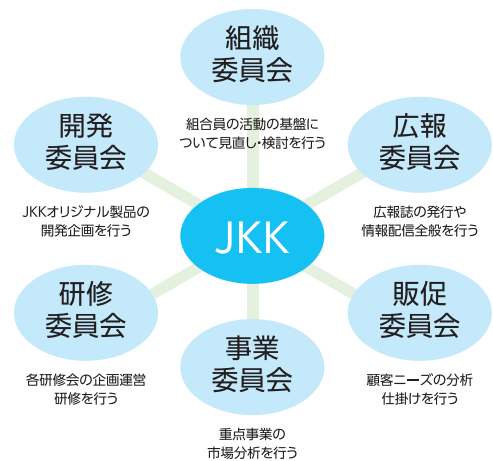 組織
委員会
組合員の活動の基盤に
ついて見直し・検討を行う
開発
委員会
JKKオリジナル製品の
開発企画を行う
広報
委員会
広報誌の発行や
情報配信全般を行う
JKK
研修
委員会
各研修会の企画運営
研修を行う
販促
委員会
顧客ニーズの分析
仕掛けを行う
事業
委員会
重点事業の
市場分析を行う